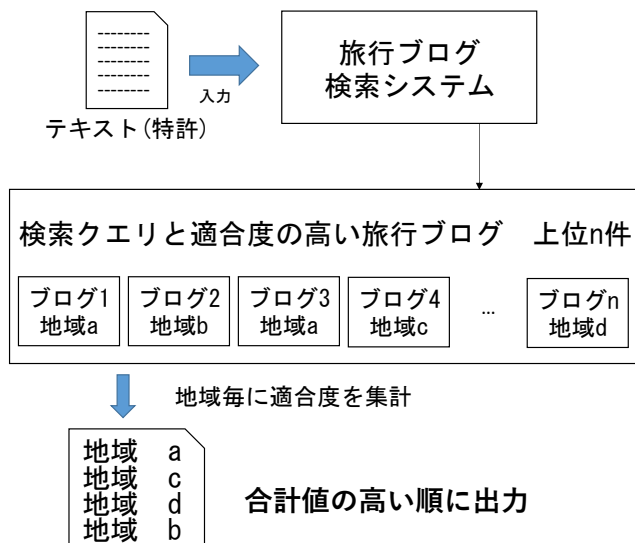 旅行ブログ
検索システム
入力
テキスト(特許)
検索クエリと適合度の高い旅行ブログ 上位n件
ブログ1
地域a
ブログ2
地域b
ブログ3
地域a
ブログ4
地域c
…
ブログn
地域d
地域毎に適合度を集計
地域 a
地域 c
地域 d
地域 b
合計値の高い順に出力